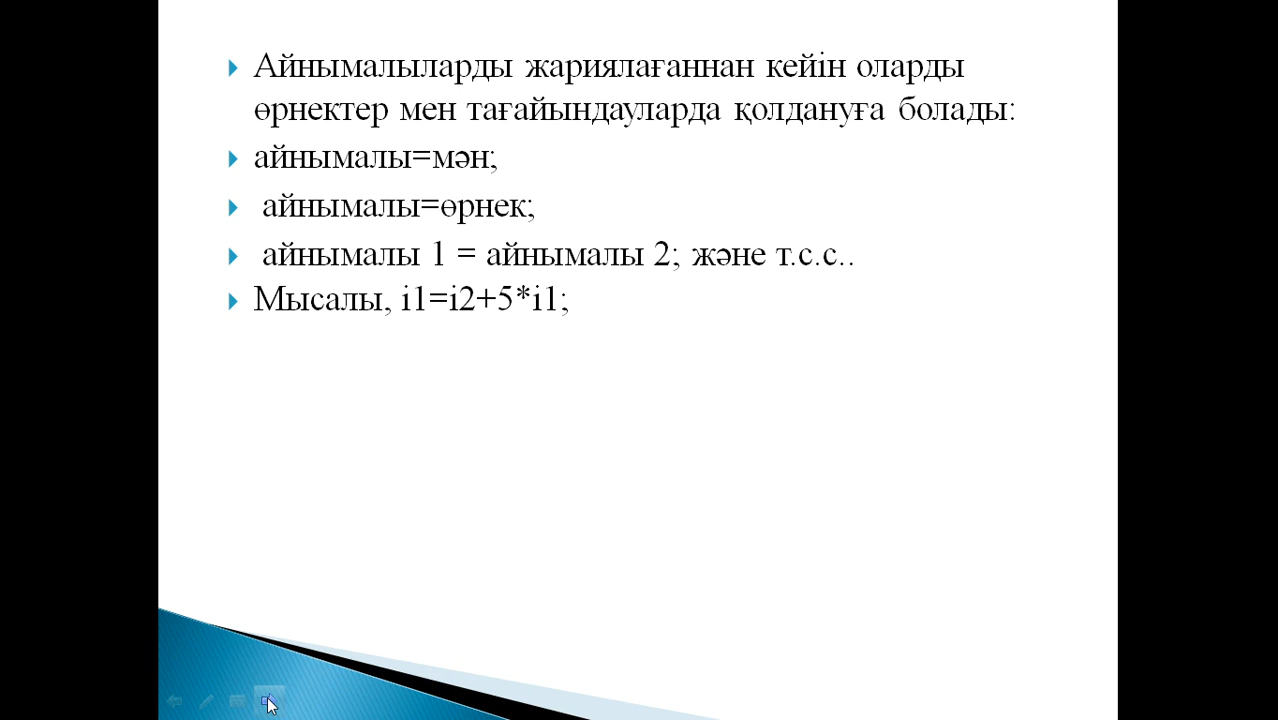 Айнымалыларды жариялағаннан кейін оларды
өрнектер мен тағайындауларда қолдануға болады:
айнымалы=мән;
айнымалы=өрнек;
айнымалы 1 = айнымалы 2; және т.с.с..
Мысалы, i1=i2+5*i1;